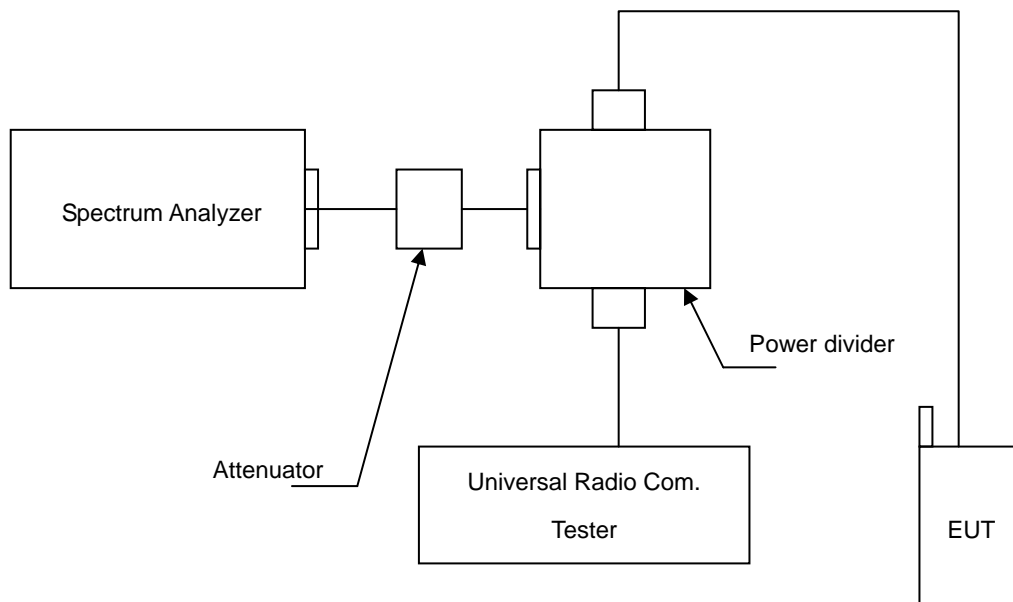 Spectrum Analyzer
Power divider
Attenuator
Universal Radio Com.
Tester
EUT